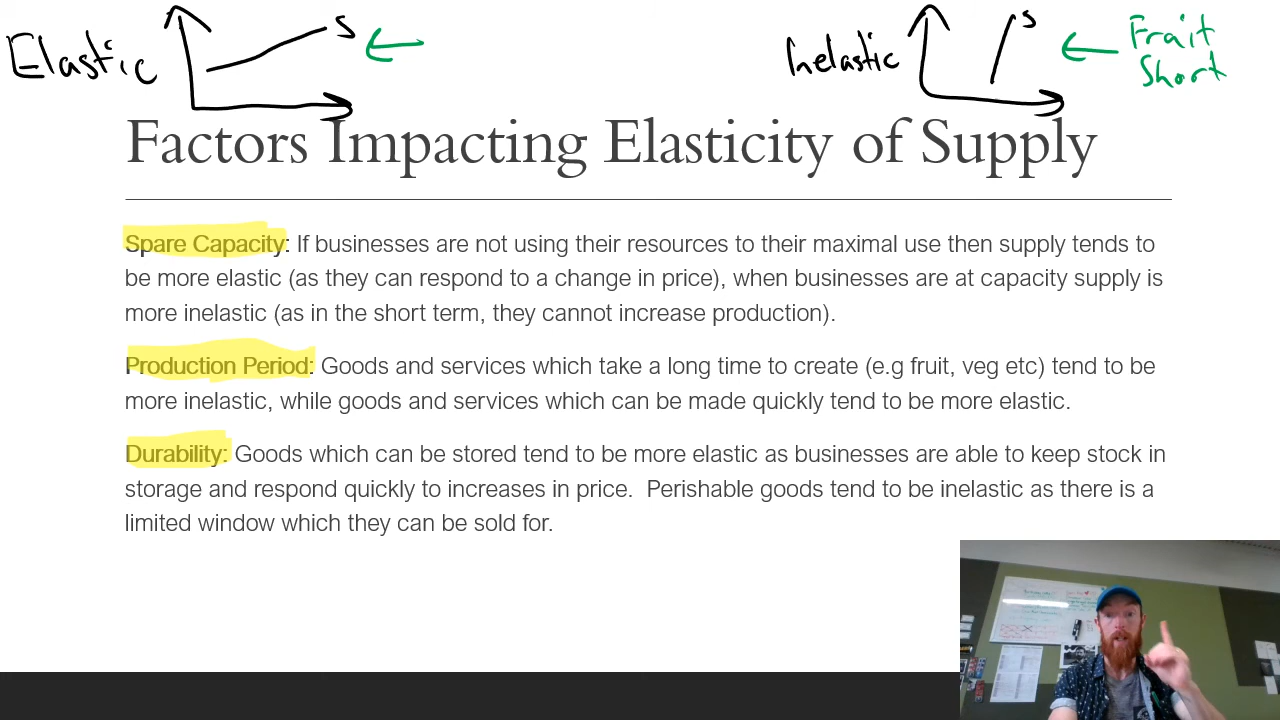 Elastic
S
Inelastic
S
Frait
Short
Factors Impacting Elasticity of Supply
Spare Capacity: If businesses are not using their resources to their maximal use then supply tends to
be more elastic (as they can respond to a change in price), when businesses are at capacity supply is
more inelastic (as in the short term, they cannot increase production).
Production Period: Goods and services which take a long time to create (e.g fruit, veg etc) tend to be
more inelastic, while goods and services which can be made quickly tend to be more elastic.
Durability: Goods which can be stored tend to be more elastic as businesses are able to keep stock in
storage and respond quickly to increases in price. Perishable goods tend to be inelastic as there is a
limited window which they can be sold for.